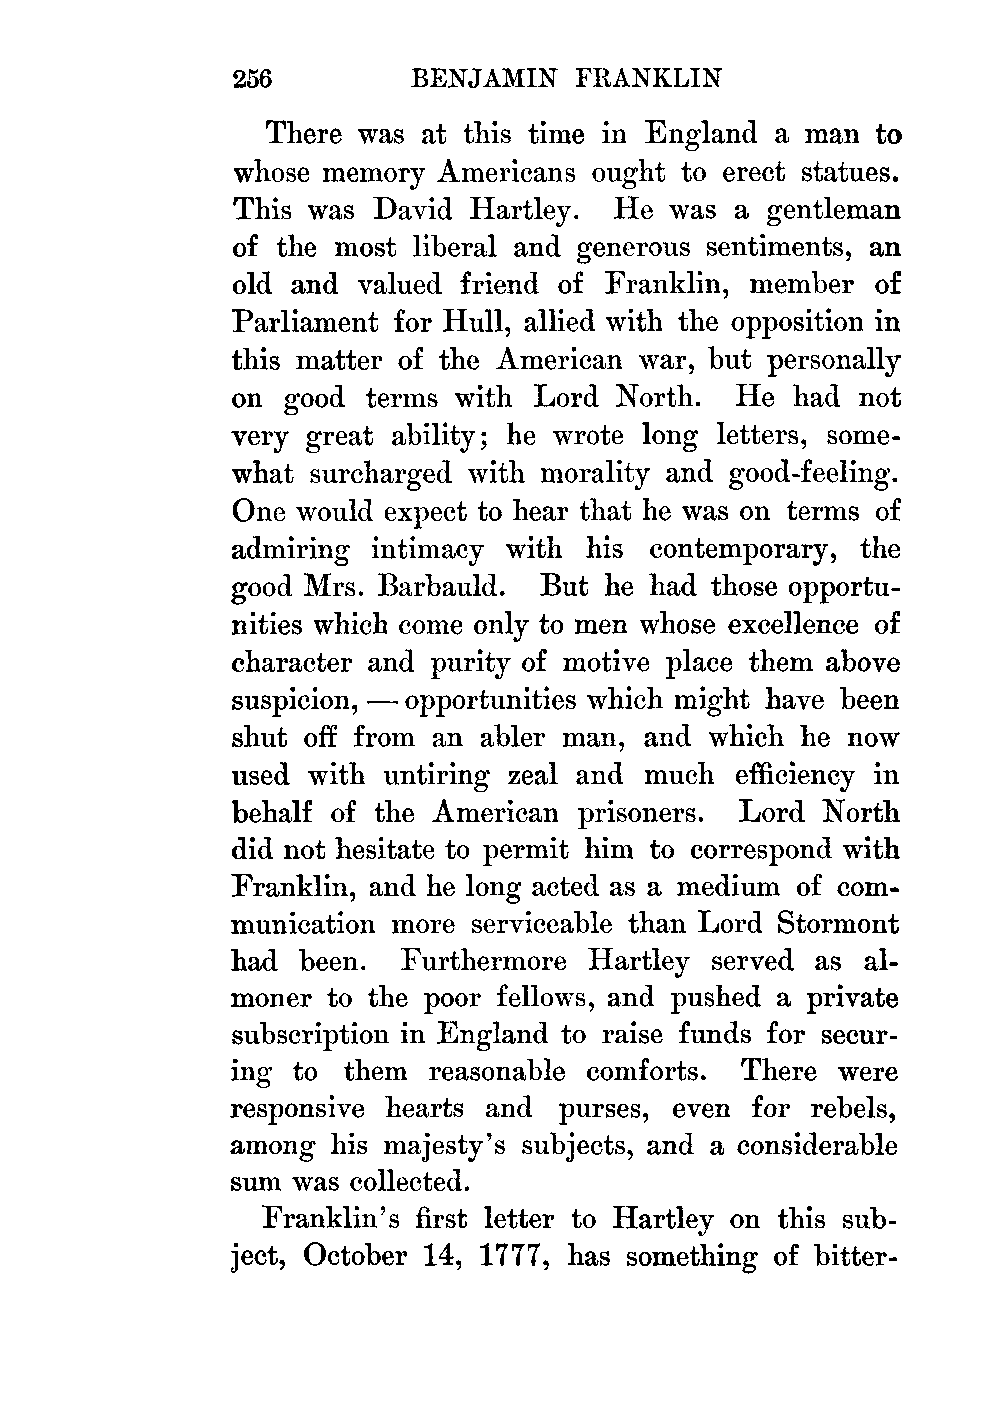 256 BENJAMIN FRANKLIN
There was at this time in England a man to
whose memory Americans ought to erect statues.
This was David Hartley. He was a gentleman
of the most liberal and generous sentiments, an
old and valued friend of Franklin, member of
Parliament for Hull, allied with the opposition in
this matter of the American war, but personally
on good terms with Lord North. He had not
very great ability; he wrote long letters, some-
what surcharged with morality and good-feeling.
One would expect to hear that he was on terms of
admiring intimacy with his contemporary, the
good Mrs. Barbauld. But he had those opportu-
nities which come only to men whose excellence of
character and purity of motive place them above
suspicion, — opportunities which might have been
shut off from an abler man, and which he now
used with untiring zeal and much efficiency in
behalf of the American prisoners. Lord North
did not hesitate to permit him to correspond with
Franklin, and he long acted as a medium of com-
munication more serviceable than Lord Stormont
had been. Furthermore Hartley served as al-
moner to the poor fellows, and pushed a private
subscription in England to raise funds for secur-
ing to them reasonable comforts. There were
responsive hearts and purses, even for rebels,
among his majesty's subjects, and a considerable
sum was collected.
Franklin's first letter to Hartley on this sub-
ject, October 14, 1777, has something of bitter-